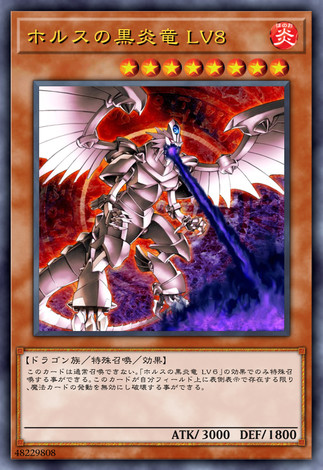 ホルスの黒炎竜 LV8
ほのお
炎
【ドラゴン族／特殊召喚／効果】
このカードは通常召喚できない。「ホルスの黒炎竜 LV6」の効果でのみ特殊召
喚する事ができる。このカードが自分フィールド上に表側表示で存在する限り、
魔法カードの発動を無効にし破壊する事ができる。
ATK/ 3000 DEF/1800
48229808